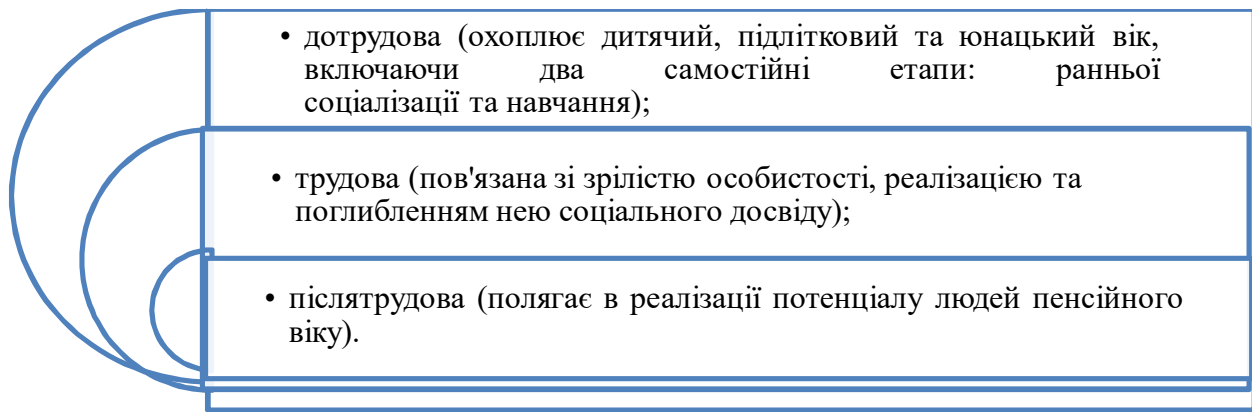 • дотрудова (охоплює дитячий, підлітковий та юнацький вік,
включаючи два самостійні етапи: ранньої
соціалізації та навчання);
• трудова (пов'язана зі зрілістю особистості, реалізацією та
поглибленням нею соціального досвіду);
• післятрудова (полягає в реалізації потенціалу людей пенсійного
віку).